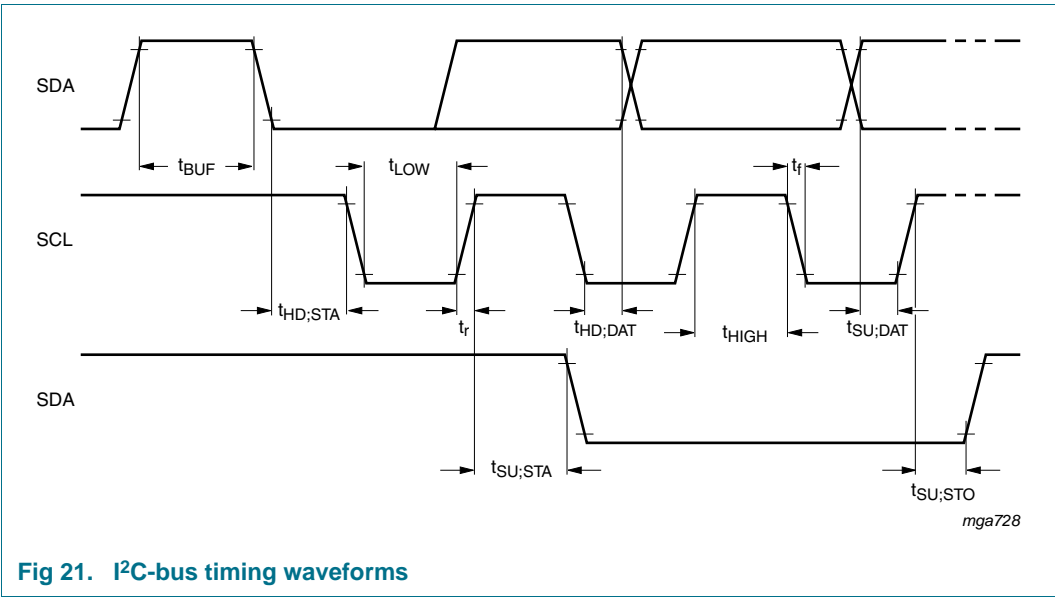 SDA
tBUF
tLOW
tf
SCL
tHD;STA
tr
tHD;DAT
tHIGH
tSU;DAT
SDA
tSU;STA
tSU;STO
mga728
Fig 21. I²C-bus timing waveforms